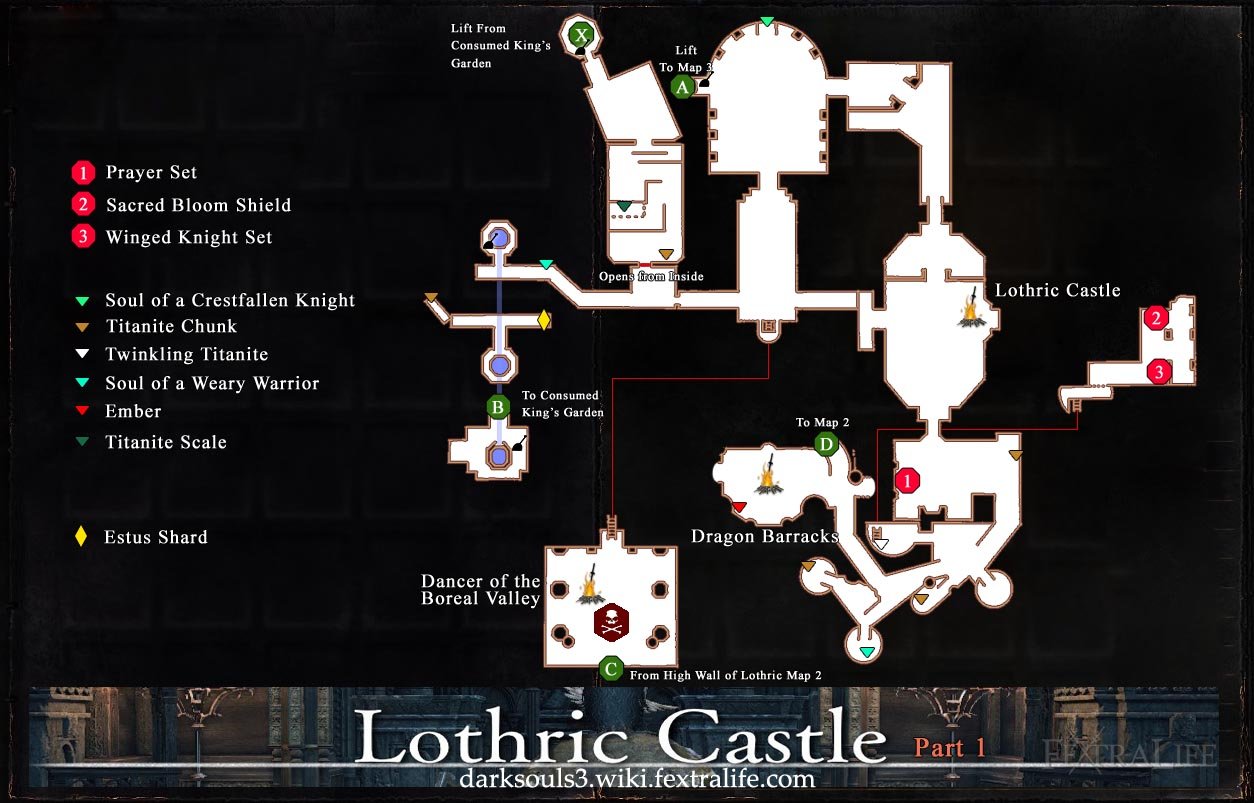 Lift From
Consumed King's
Garden
X
Lift
To Map 3
A
1 Prayer Set
2 Sacred Bloom Shield
3 Winged Knight Set
Opens from Inside
Lothric Castle
2
3
Soul of a Crestfallen Knight
Titanite Chunk
Twinkling Titanite
Soul of a Weary Warrior
Ember
Titanite Scale
B
To Consumed
King's Garden
To Map 2
D
1
Estus Shard
Dragon Barracks
Dancer of the
Boreal Valley
C
From High Wall of Lothric Map 2
Lothric Castle Part 1
FEXTRALIFE
darksouls3.wiki.fextralife.com